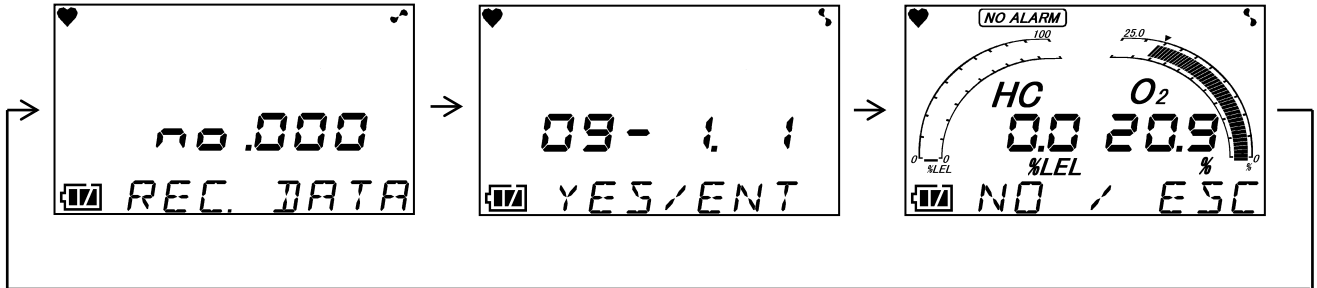 no.000
REC. DATA
09- 1. 1
YES/ENT
NO ALARM
100 25.0
HC O2
0.0 20.9
0 0 0
%LEL %LEL % %
NO / ESC